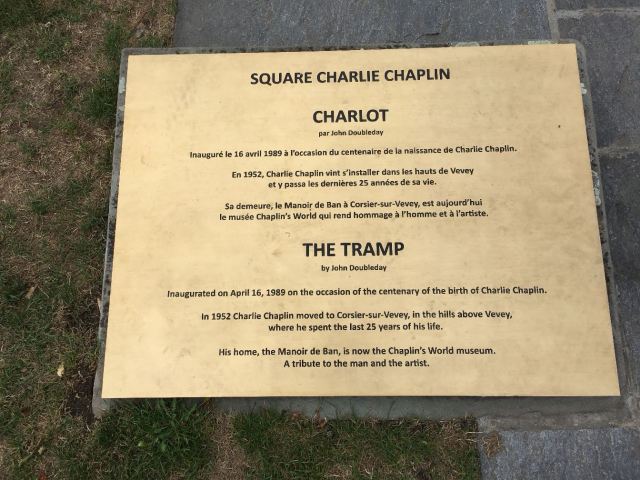 SQUARE CHARLIE CHAPLIN
CHARLOT
par John Doubleday
Inauguré le 16 avril 1989 à l'occasion du centenaire de la naissance de Charlie Chaplin.
En 1952, Charlie Chaplin vint s'installer dans les hauts de Vevey
et y passa les dernières 25 années de sa vie.
Sa demeure, le Manoir de Ban à Corsier-sur-Vevey, est aujourd'hui
le musée Chaplin's World qui rend hommage à l'homme et à l'artiste.
THE TRAMP
by John Doubleday
Inaugurated on April 16, 1989 on the occasion of the centenary of the birth of Charlie Chaplin.
In 1952 Charlie Chaplin moved to Corsier-sur-Vevey, in the hills above Vevey,
where he spent the last 25 years of his life.
His home, the Manoir de Ban, is now the Chaplin's World museum.
A tribute to the man and the artist.